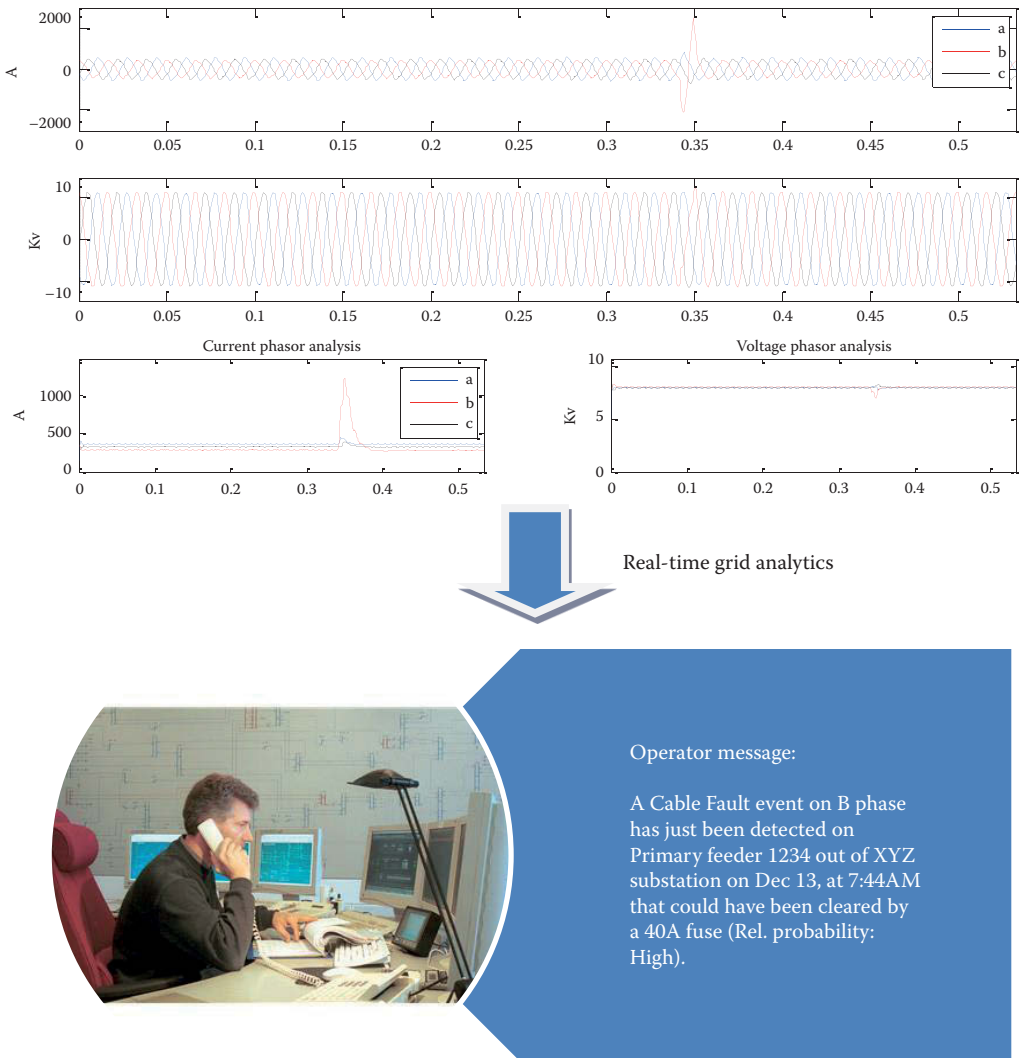 2000
0
−2000
A
a
b
c
0 0.05 0.1 0.15 0.2 0.25 0.3 0.35 0.4 0.45 0.5
10
0
−10
Kv
0 0.05 0.1 0.15 0.2 0.25 0.3 0.35 0.4 0.45 0.5
Current phasor analysis
1000
500
0
A
a
b
c
0 0.1 0.2 0.3 0.4 0.5
Voltage phasor analysis
10
5
0
Kv
0 0.1 0.2 0.3 0.4 0.5
Real-time grid analytics
Operator message:
A Cable Fault event on B phase
has just been detected on
Primary feeder 1234 out of XYZ
substation on Dec 13, at 7:44AM
that could have been cleared by
a 40A fuse (Rel. probability:
High).